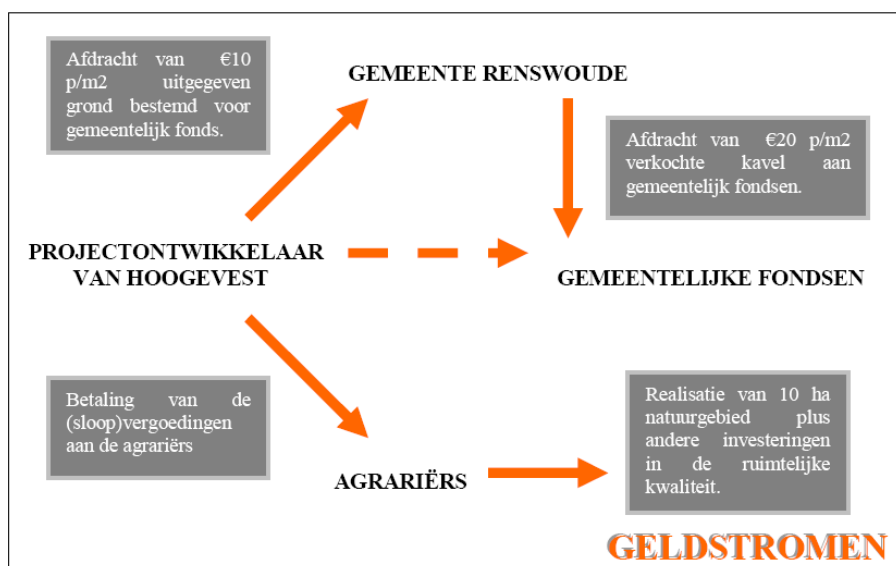 Afdracht van €10
p/m2 uitgegeven
grond bestemd voor
gemeentelijk fonds.
GEMEENTE RENSWOUDE
Afdracht van €20 p/m2
verkochte kavel aan
gemeentelijk fondsen.
PROJECTONTWIKKELAAR
VAN HOOGEVEST
GEMEENTELIJKE FONDSEN
Betaling van de
(sloop)vergoedingen
aan de agrariërs
AGRARIËRS
Realisatie van 10 ha
natuurgebied plus
andere investeringen
in de ruimtelijke
kwaliteit.
GELDSTROMEN